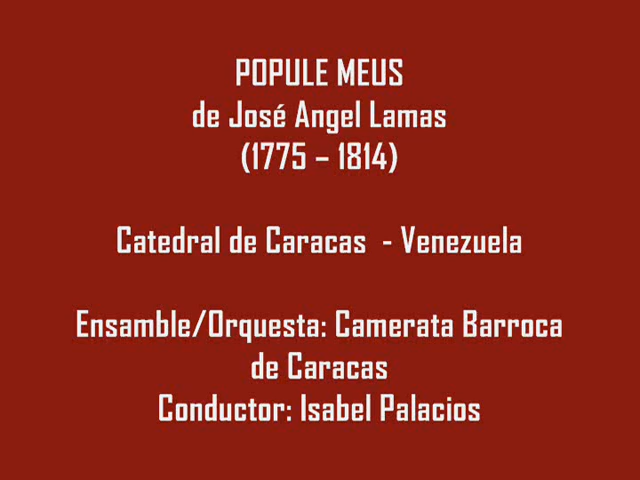 POPULE MEUS
de José Angel Lamas
(1775 – 1814)
Catedral de Caracas - Venezuela
Ensamble/Orquesta: Camerata Barroca
de Caracas
Conductor: Isabel Palacios